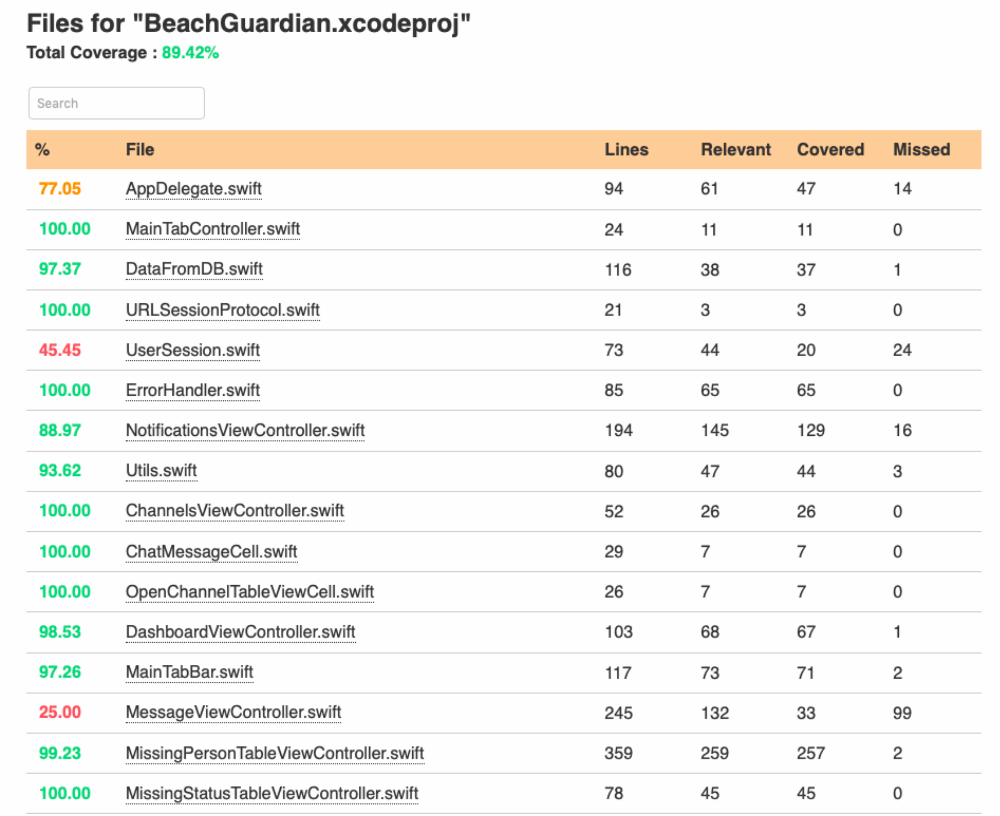 Files for "BeachGuardian.xcodeproj"
Total Coverage : 89.42%
Search
% File Lines Relevant Covered Missed
77.05 AppDelegate.swift 94 61 47 14
100.00 MainTabController.swift 24 11 11 0
97.37 DataFromDB.swift 116 38 37 1
100.00 URLSessionProtocol.swift 21 3 3 0
45.45 UserSession.swift 73 44 20 24
100.00 ErrorHandler.swift 85 65 65 0
88.97 NotificationsViewController.swift 194 145 129 16
93.62 Utils.swift 80 47 44 3
100.00 ChannelsViewController.swift 52 26 26 0
100.00 ChatMessageCell.swift 29 7 7 0
100.00 OpenChannelTableViewCell.swift 26 7 7 0
98.53 DashboardViewController.swift 103 68 67 1
97.26 MainTabBar.swift 117 73 71 2
25.00 MessageViewController.swift 245 132 33 99
99.23 MissingPersonTableViewController.swift 359 259 257 2
100.00 MissingStatusTableViewController.swift 78 45 45 0